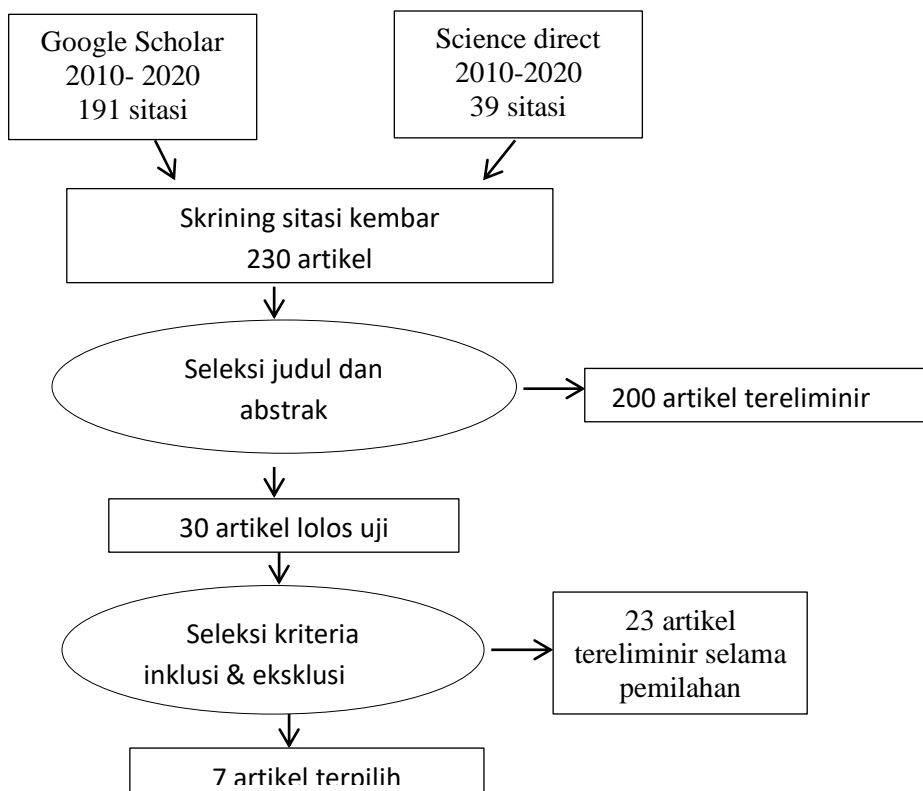 Google Scholar
2010- 2020
191 sitasi
Science direct
2010-2020
39 sitasi
Skrining sitasi kembar
230 artikel
Seleksi judul dan
abstrak
200 artikel tereliminir
30 artikel lolos uji
Seleksi kriteria
inklusi & eksklusi
23 artikel
tereliminir selama
pemilahan
7 artikel terpilih